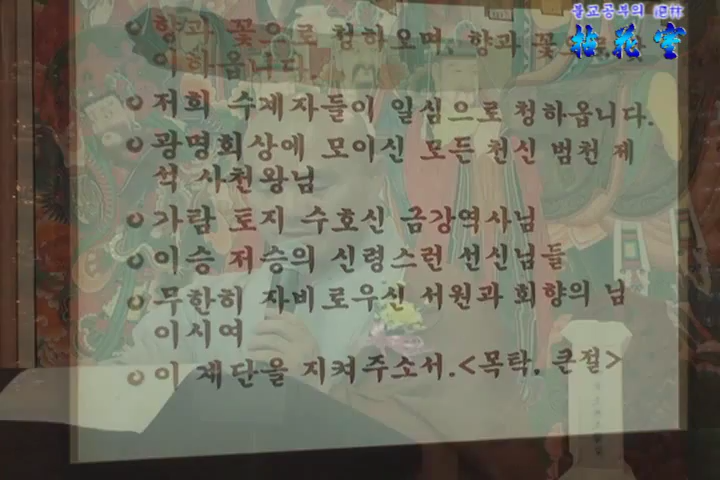 불교공부의 메카
拈花室
향과 꽃으로 청하오며, 향과 꽃
이하옵니다.
저희 수제자들이 일심으로 청하옵니다.
광명회상에 모이신 모든 천신 범천 제
석 사천왕님
가람 토지 수호신 금강역사님
이승 저승의 신령스런 선신님들
무한히 자비로우신 서원과 회향의 님
이시여
이 제단을 지켜주소서.<목탁, 큰절>